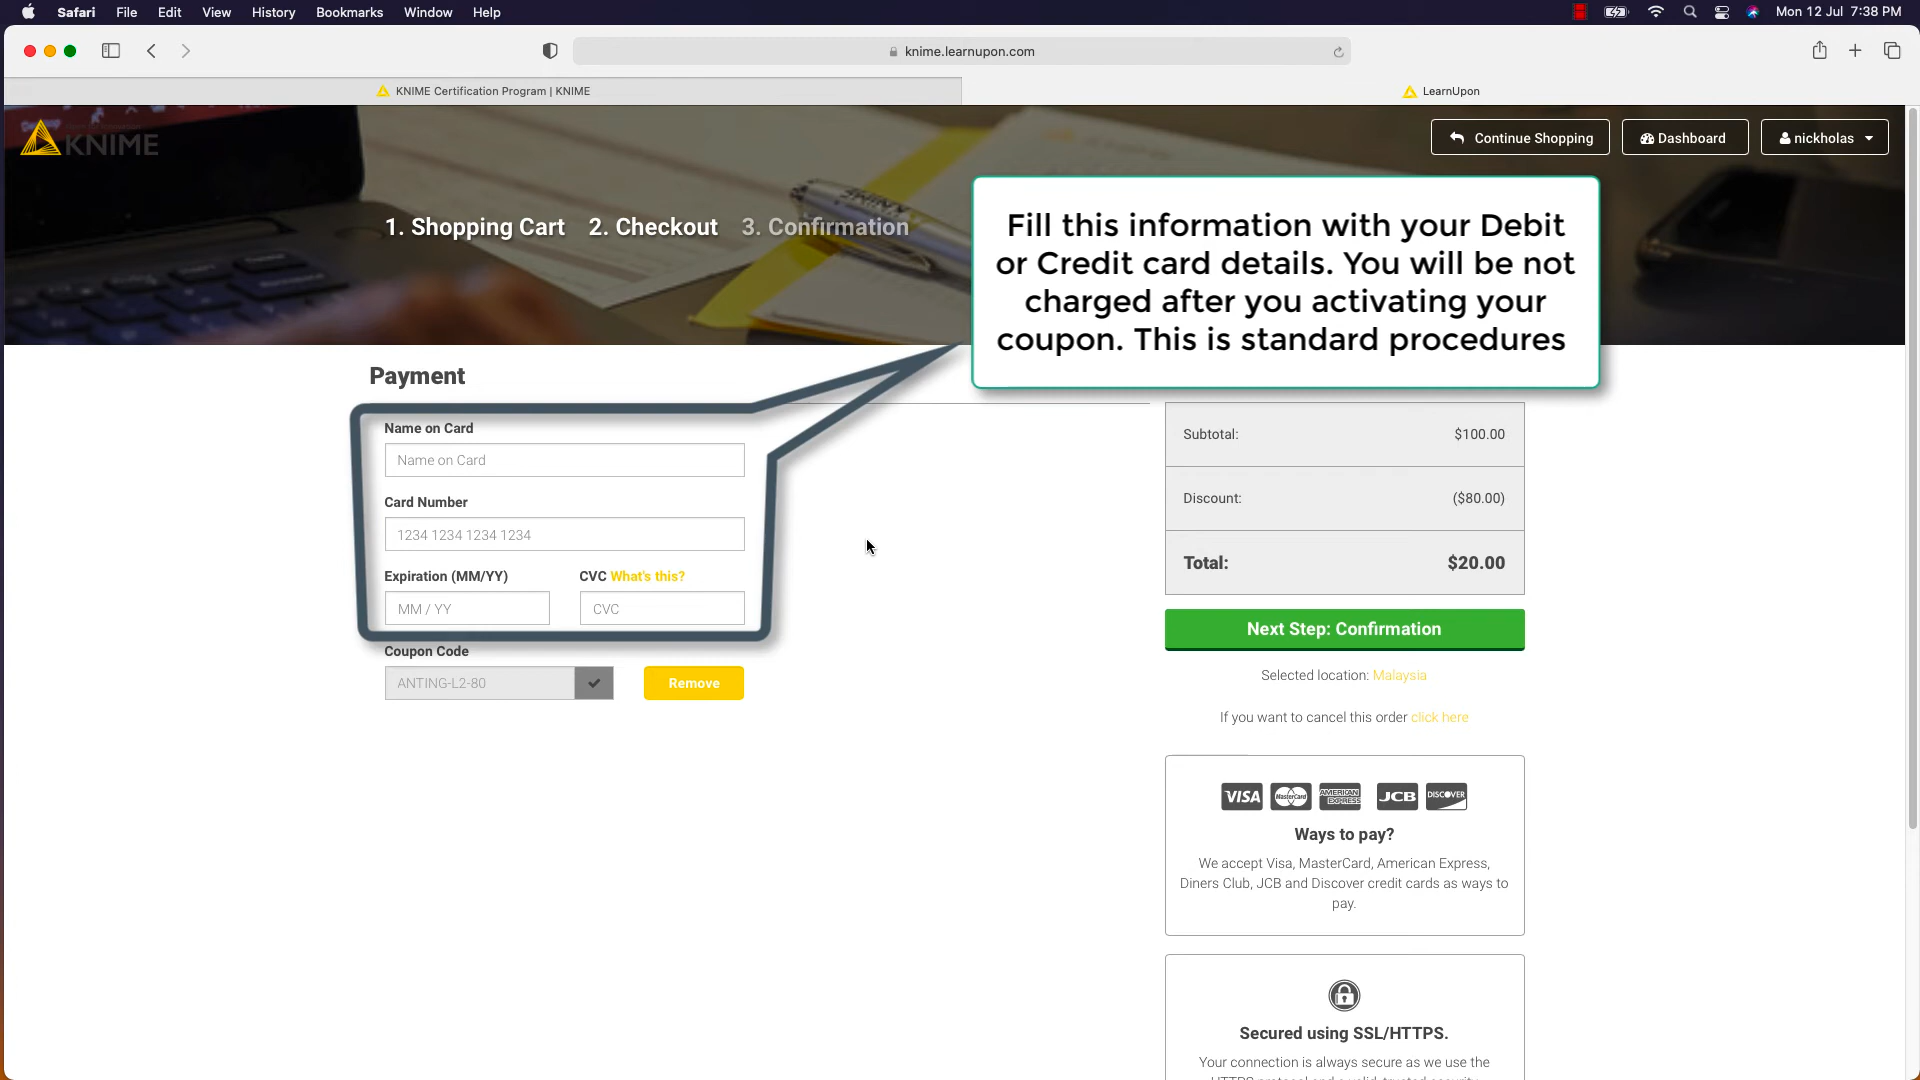 Safari File Edit View History Bookmarks Window Help
Mon 12 Jul 7:38 PM
knime.learnupon.com
KNIME Certification Program | KNIME
LearnUpon
KNIME
Continue Shopping
Dashboard
nickholas
1. Shopping Cart 2. Checkout 3. Confirmation
Fill this information with your Debit
or Credit card details. You will be not
charged after you activating your
coupon. This is standard procedures
Payment
Name on Card
Name on Card
Card Number
1234 1234 1234 1234
Expiration (MM/YY)
CVC What's this?
MM / YY
CVC
Coupon Code
ANTING-L2-80
Remove
Subtotal: $100.00
Discount: ($80.00)
Total: $20.00
Next Step: Confirmation
Selected location: Malaysia
If you want to cancel this order click here
VISA MasterCard AMERICAN EXPRESS JCB DISCOVER
Ways to pay?
We accept Visa, MasterCard, American Express,
Diners Club, JCB and Discover credit cards as ways to
pay.
Secured using SSL/HTTPS.
Your connection is always secure as we use the